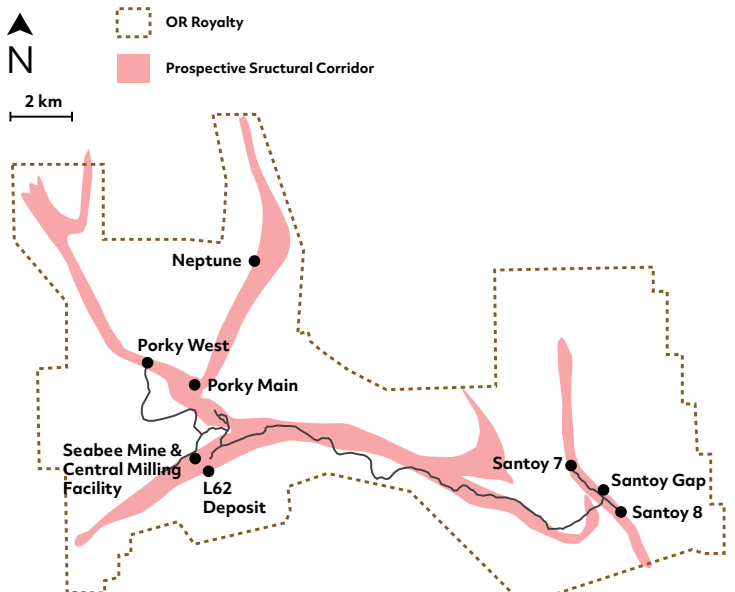 OR Royalty
N
Prospective Sructural Corridor
2 km
Neptune
Porky West
Porky Main
Seabee Mine &
Central Milling
Facility
L62
Deposit
Santoy 7
Santoy Gap
Santoy 8